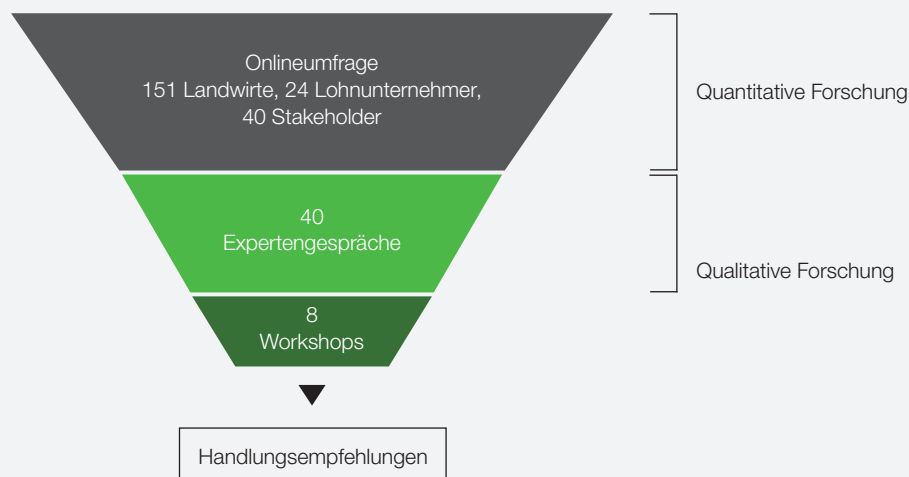 Onlineumfrage
151 Landwirte, 24 Lohnunternehmer,
40 Stakeholder
Quantitative Forschung
40
Expertengespräche
Qualitative Forschung
8
Workshops
Handlungsempfehlungen